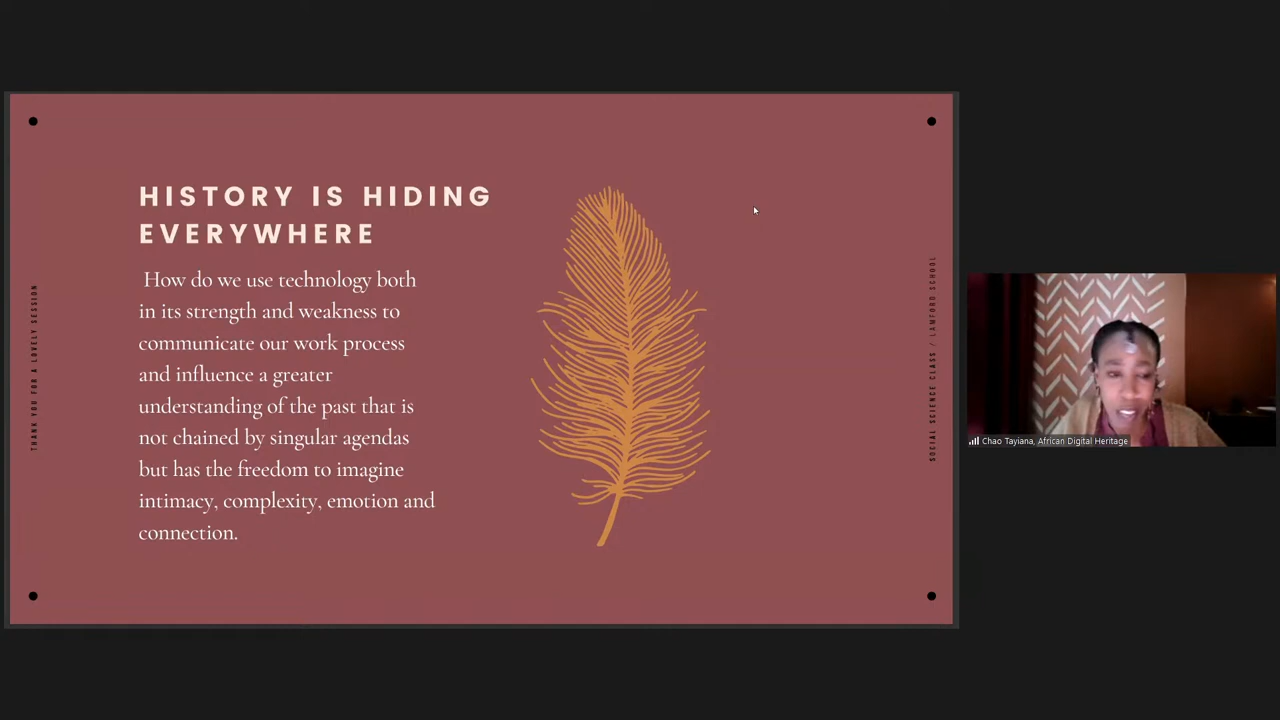 HISTORY IS HIDING
EVERYWHERE
How do we use technology both
in its strength and weakness to
communicate our work process
and influence a greater
understanding of the past that is
not chained by singular agendas
but has the freedom to imagine
intimacy, complexity, emotion and
connection.
THANK YOU FOR A LOVELY SESSION
SOCIAL SCIENCE CLASS / LAMFORD SCHOOL
Chao Tayiana, African Digital Heritage